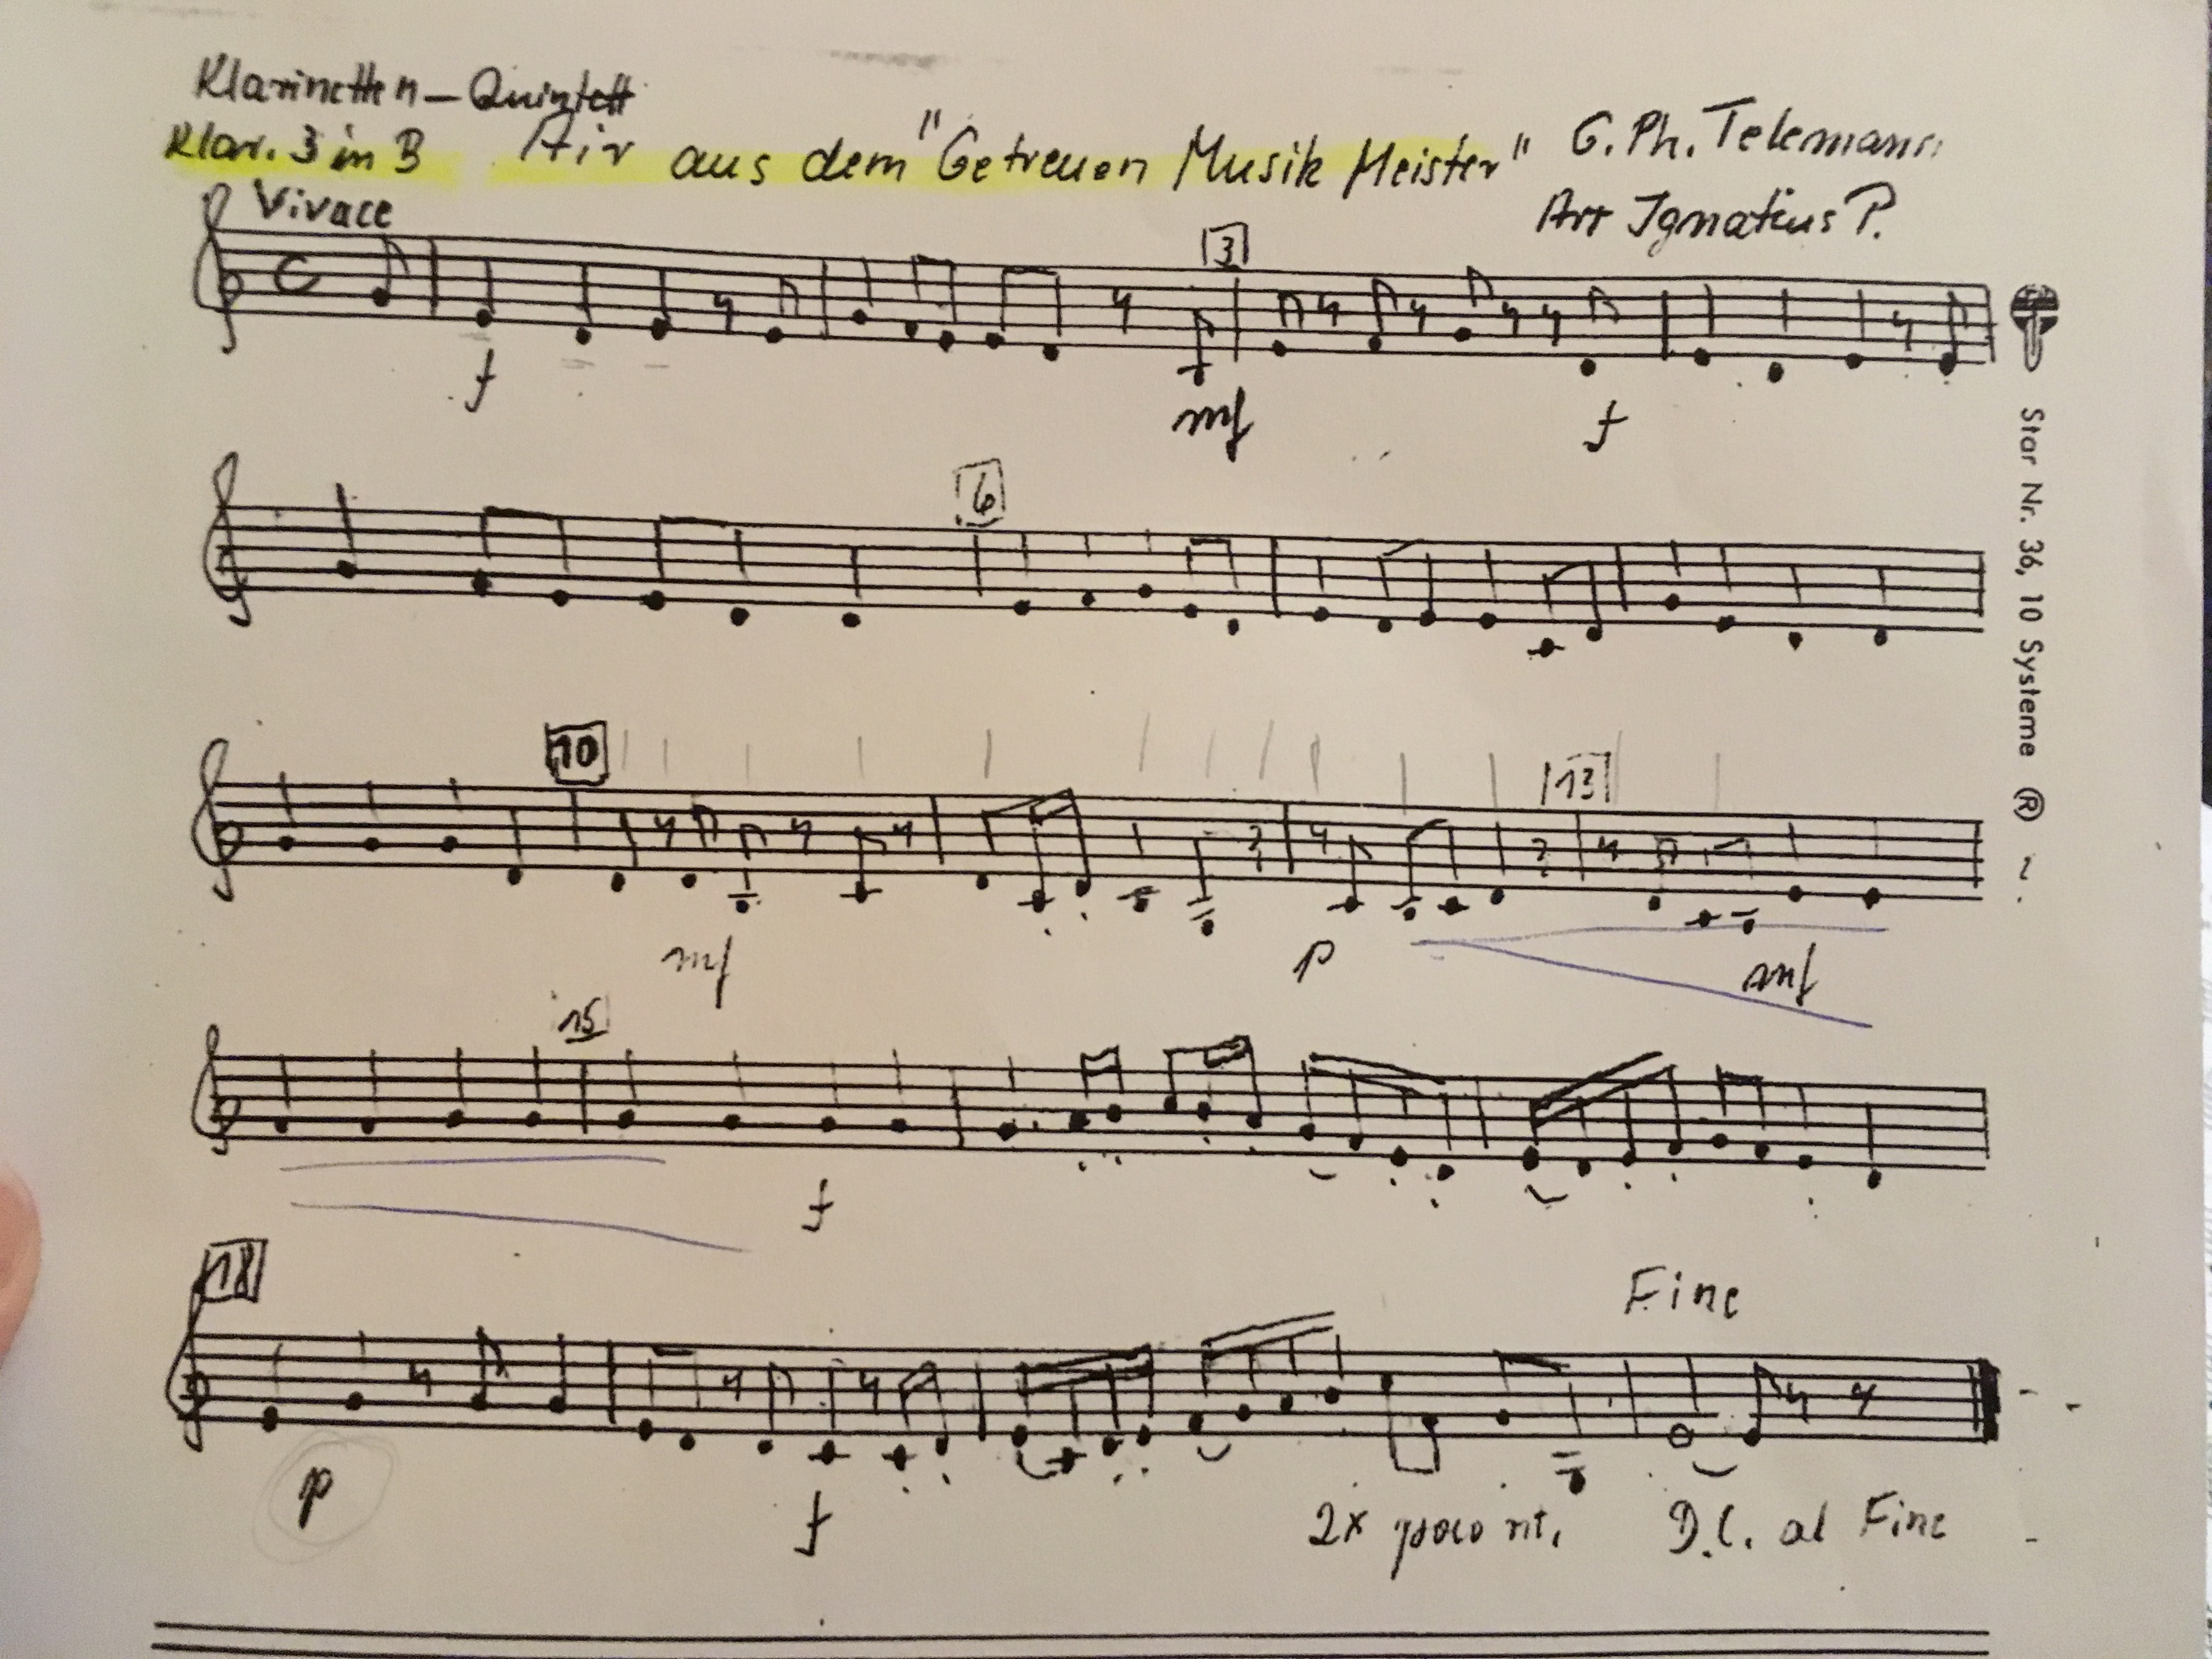 Klarinetten-Quintett
Klar. 3 in B Air aus dem "Getreuen Musik Meister" G. Ph. Telemann
Vivace Arr Ignatius P.
3
f mf f
6
10 13
mf p mf
15
f
18 Fine
p f 2x poco rit. D.C. al Fine
Star Nr. 36, 10 Systeme ®